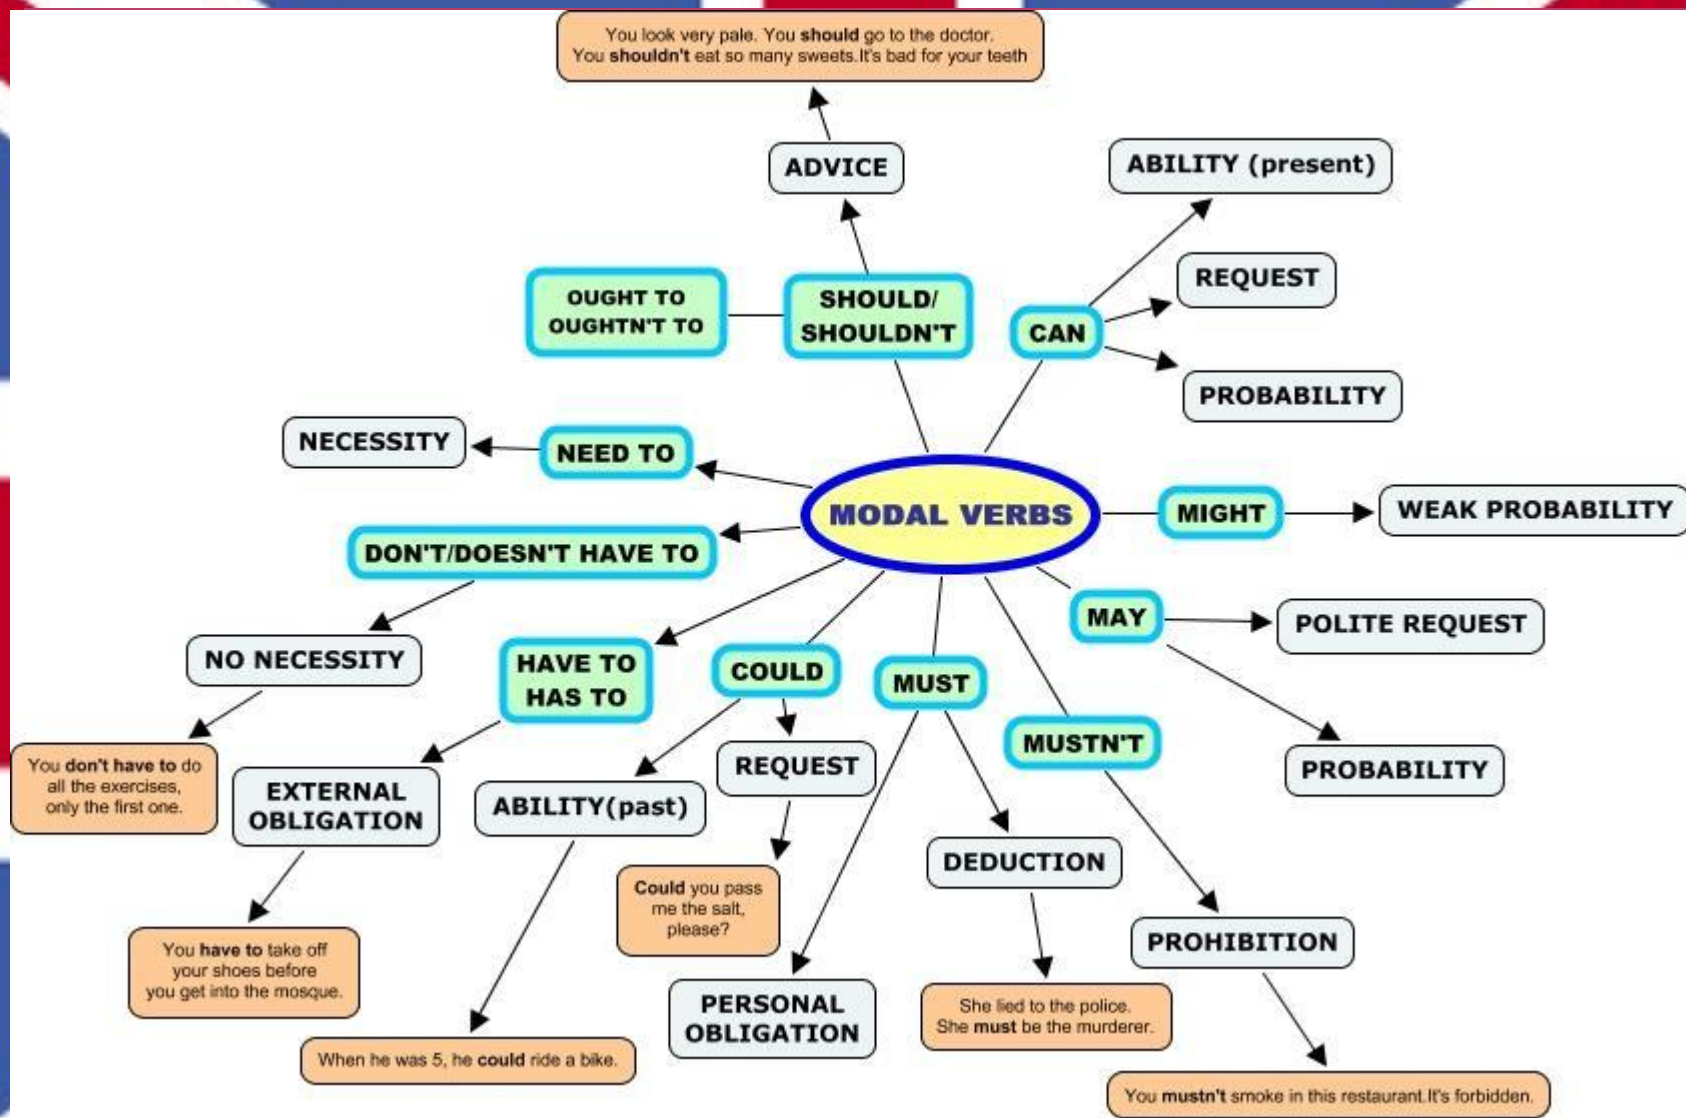 You look very pale. You should go to the doctor.
You shouldn't eat so many sweets.It's bad for your teeth
ADVICE
ABILITY (present)
REQUEST
OUGHT TO
OUGHTN'T TO
SHOULD/
SHOULDN'T
CAN
PROBABILITY
NECESSITY
NEED TO
MODAL VERBS
MIGHT
WEAK PROBABILITY
DON'T/DOESN'T HAVE TO
MAY
POLITE REQUEST
NO NECESSITY
HAVE TO
HAS TO
COULD
MUST
MUSTN'T
PROBABILITY
You don't have to do
all the exercises,
only the first one.
EXTERNAL
OBLIGATION
ABILITY(past)
REQUEST
DEDUCTION
Could you pass
me the salt,
please?
PROHIBITION
You have to take off
your shoes before
you get into the mosque.
PERSONAL
OBLIGATION
She lied to the police.
She must be the murderer.
When he was 5, he could ride a bike.
You mustn't smoke in this restaurant.It's forbidden.